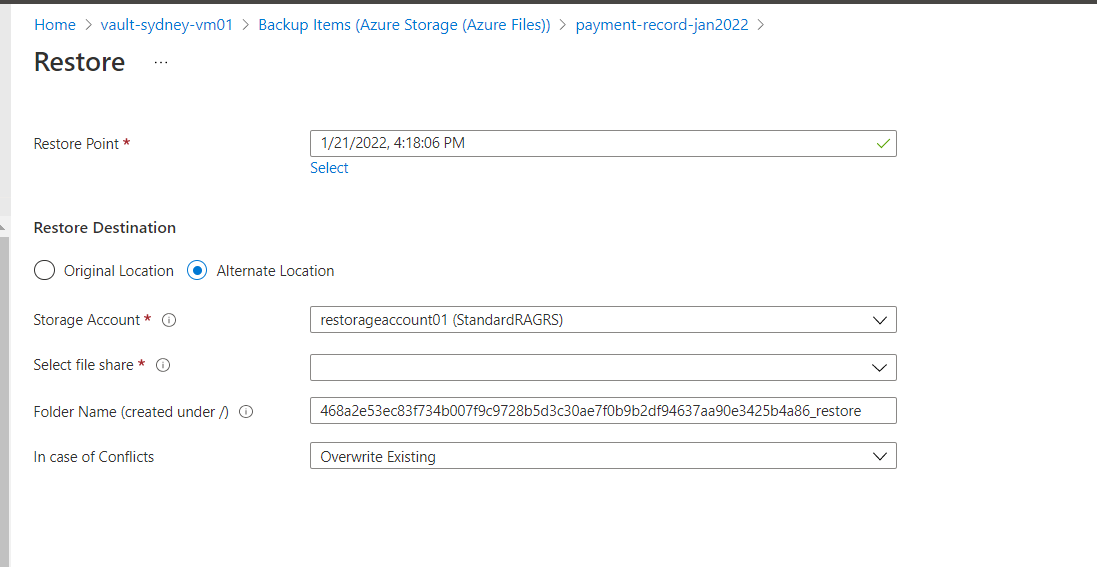 Home > vault-sydney-vm01 > Backup Items (Azure Storage (Azure Files)) > payment-record-jan2022 >
Restore ...
Restore Point *
1/21/2022, 4:18:06 PM
Select
Restore Destination
Original Location Alternate Location
Storage Account * restorageaccount01 (StandardRAGRS)
Select file share *
Folder Name (created under /) 468a2e53ec83f734b007f9c9728b5d3c30ae7f0b9b2df94637aa90e3425b4a86_restore
In case of Conflicts Overwrite Existing